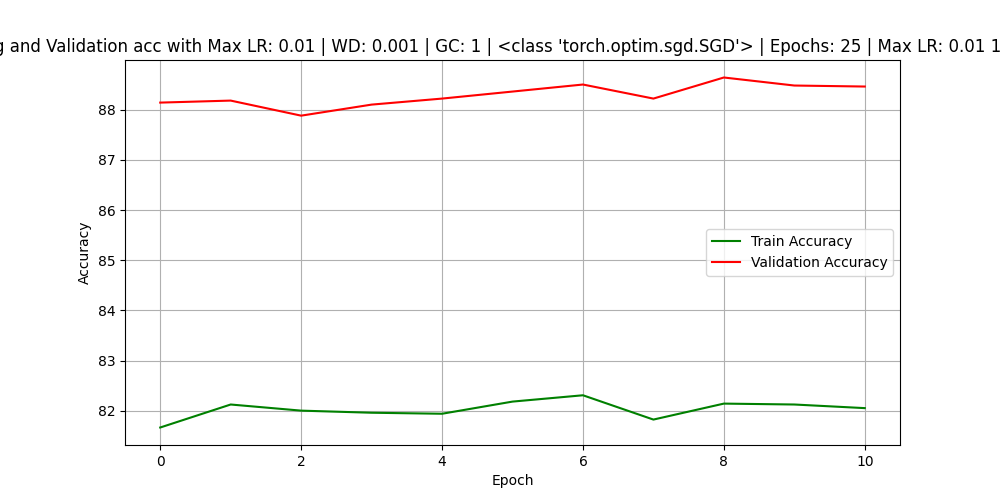 and Validation acc with Max LR: 0.01 | WD: 0.001 | GC: 1 | <class 'torch.optim.sgd.SGD'> | Epochs: 25 | Max LR: 0.01 1
88
87
86
85
84
83
82
Accuracy
Train Accuracy
Validation Accuracy
0 2 4 6 8 10
Epoch